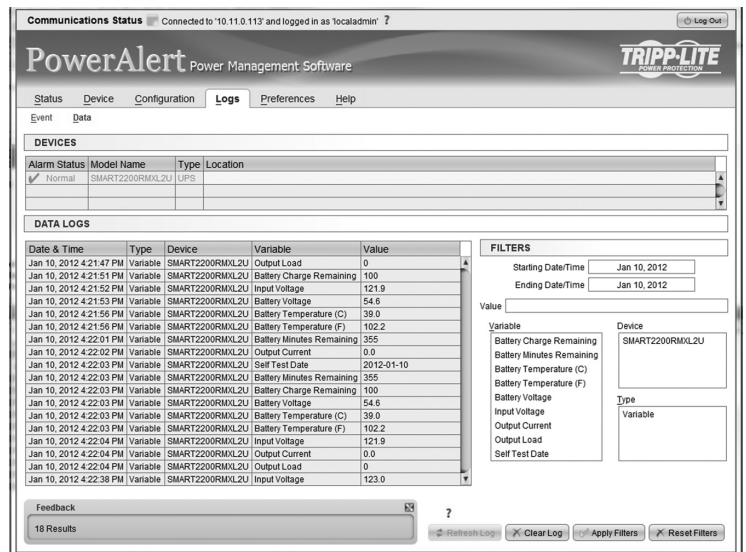 Communications Status Connected to '10.11.0.113' and logged in as 'localadmin' ? Log Out
PowerAlert Power Management Software
TRIPP·LITE
POWER PROTECTION
Status Device Configuration Logs Preferences Help
Event Data
DEVICES
Alarm Status Model Name Type Location
Normal SMART2200RMXL2U UPS
DATA LOGS
Date & Time Type Device Variable Value
Jan 10, 2012 4:21:47 PM Variable SMART2200RMXL2U Output Load 0
Jan 10, 2012 4:21:51 PM Variable SMART2200RMXL2U Battery Charge Remaining 100
Jan 10, 2012 4:21:52 PM Variable SMART2200RMXL2U Input Voltage 121.9
Jan 10, 2012 4:21:53 PM Variable SMART2200RMXL2U Battery Voltage 54.6
Jan 10, 2012 4:21:56 PM Variable SMART2200RMXL2U Battery Temperature (C) 39.0
Jan 10, 2012 4:21:56 PM Variable SMART2200RMXL2U Battery Temperature (F) 102.2
Jan 10, 2012 4:22:01 PM Variable SMART2200RMXL2U Battery Minutes Remaining 355
Jan 10, 2012 4:22:02 PM Variable SMART2200RMXL2U Output Current 0.0
Jan 10, 2012 4:22:03 PM Variable SMART2200RMXL2U Self Test Date 2012-01-10
Jan 10, 2012 4:22:03 PM Variable SMART2200RMXL2U Battery Minutes Remaining 355
Jan 10, 2012 4:22:03 PM Variable SMART2200RMXL2U Battery Charge Remaining 100
Jan 10, 2012 4:22:03 PM Variable SMART2200RMXL2U Battery Voltage 54.6
Jan 10, 2012 4:22:03 PM Variable SMART2200RMXL2U Battery Temperature (C) 39.0
Jan 10, 2012 4:22:03 PM Variable SMART2200RMXL2U Battery Temperature (F) 102.2
Jan 10, 2012 4:22:04 PM Variable SMART2200RMXL2U Input Voltage 121.9
Jan 10, 2012 4:22:04 PM Variable SMART2200RMXL2U Output Current 0.0
Jan 10, 2012 4:22:04 PM Variable SMART2200RMXL2U Output Load 0
Jan 10, 2012 4:22:38 PM Variable SMART2200RMXL2U Input Voltage 123.0
FILTERS
Starting Date/Time Jan 10, 2012
Ending Date/Time Jan 10, 2012
Value
Variable
Battery Charge Remaining
Battery Minutes Remaining
Battery Temperature (C)
Battery Temperature (F)
Battery Voltage
Input Voltage
Output Current
Output Load
Self Test Date
Device
SMART2200RMXL2U
Type
Variable
Feedback
18 Results
?
Refresh Log Clear Log Apply Filters Reset Filters